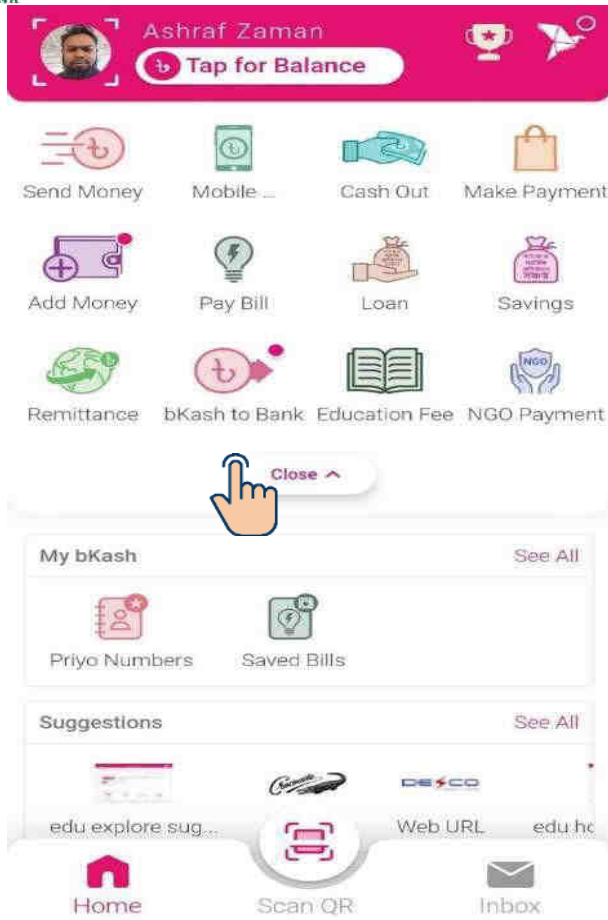 Ashraf Zaman
৳ Tap for Balance
Send Money Mobile ... Cash Out Make Payment
Add Money Pay Bill Loan Savings
NGO
Remittance bKash to Bank Education Fee NGO Payment
Close
My bKash See All
Priyo Numbers Saved Bills
Suggestions See All
DESCO
edu explore sug... Web URL edu hc
Home Scan QR Inbox